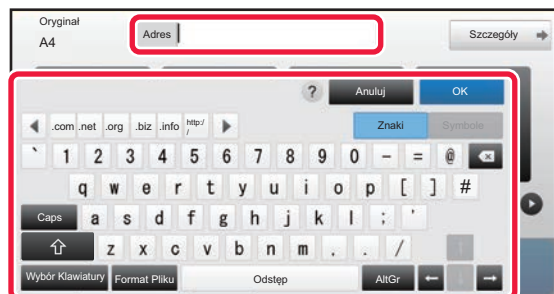 Oryginał
A4
Adres
Szczegóły
? Anuluj OK
.com .net .org .biz .info http:/
/
Znaki Symbole
` 1 2 3 4 5 6 7 8 9 0 - = @
q w e r t y u i o p [ ] #
Caps a s d f g h j k l ; '
z x c v b n m , . /
Wybór Klawiatury Format Pliku Odstęp AltGr